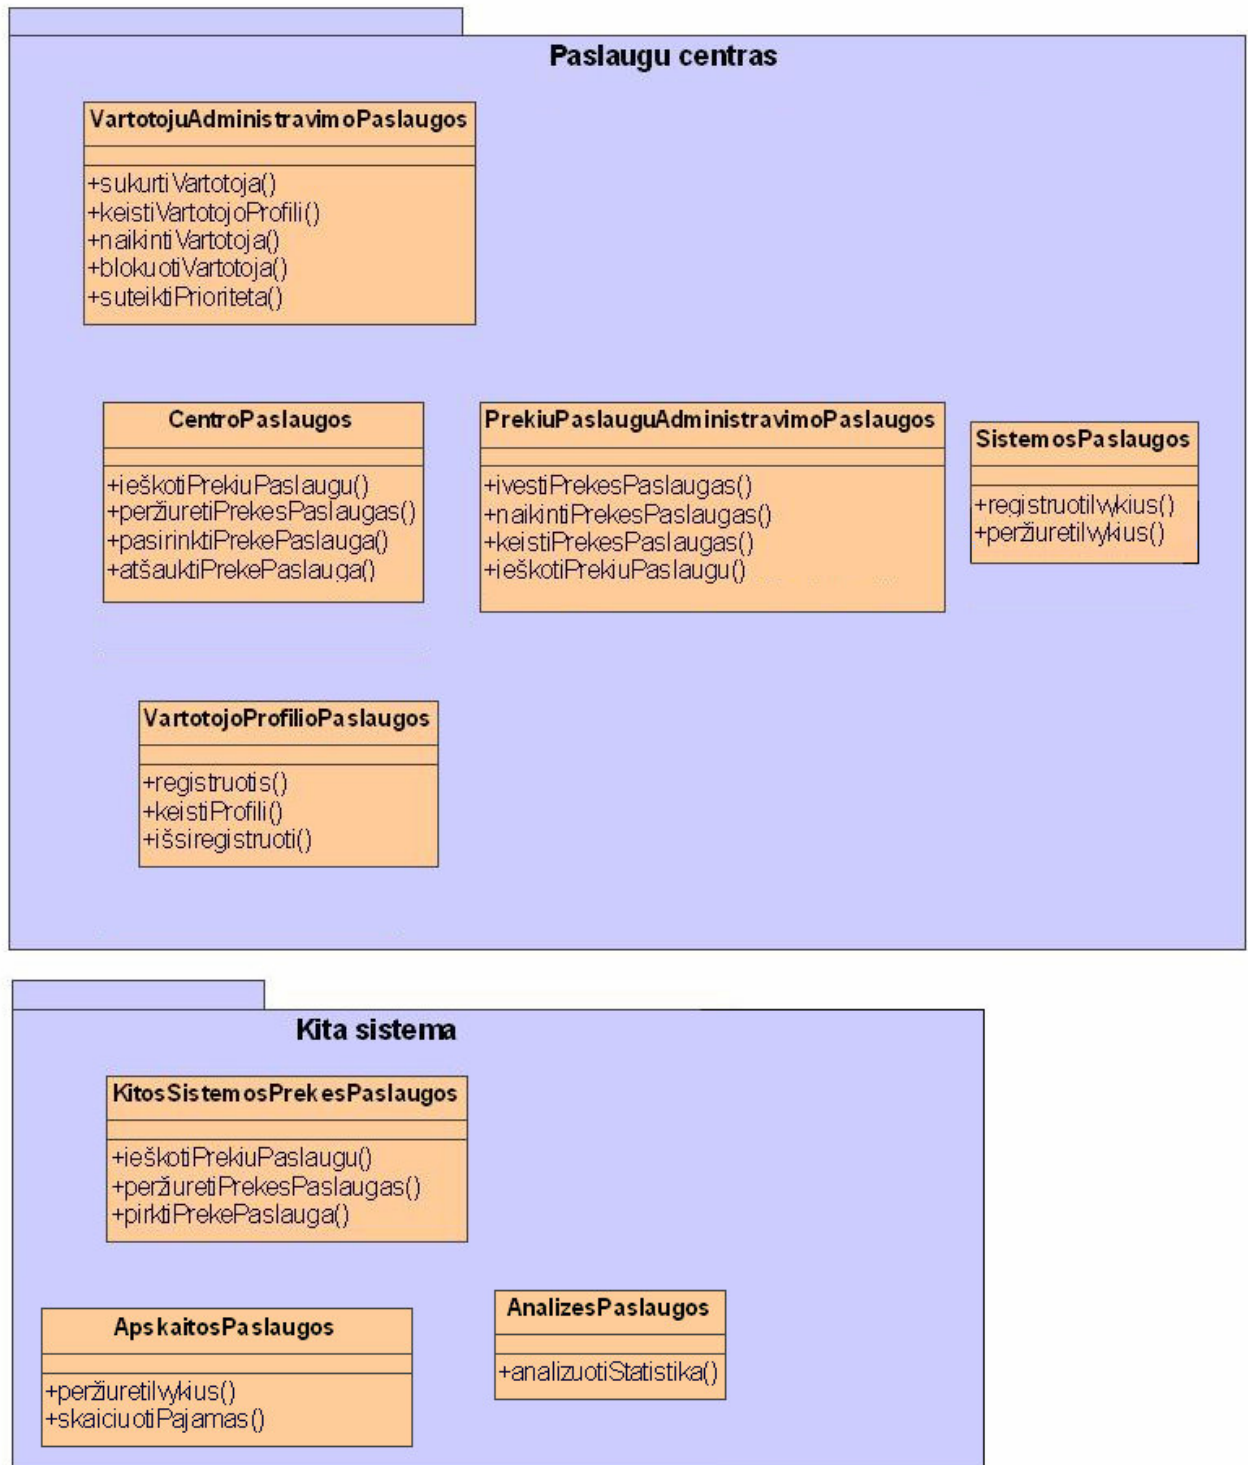 Paslaugu centras
VartotojuAdministravimoPaslaugos
+sukurtiVartotoja()
+keistiVartotojoProfili()
+naikintiVartotoja()
+blokuotiVartotoja()
+suteiktiPrioriteta()
CentroPaslaugos
+ieškotiPrekiuPaslaugu()
+peržiuretiPrekesPaslaugas()
+pasirinktiPrekePaslauga()
+atšauktiPrekePaslauga()
PrekiuPaslauguAdministravimoPaslaugos
+ivestiPrekesPaslaugas()
+naikintiPrekesPaslaugas()
+keistiPrekesPaslaugas()
+ieškotiPrekiuPaslaugu()
SistemosPaslaugos
+registruotiIvykius()
+peržiuretiIvykius()
VartotojoProfilioPaslaugos
+registruotis()
+keistiProfili()
+išsiregistruoti()
Kita sistema
KitosSistemosPrekesPaslaugos
+ieškotiPrekiuPaslaugu()
+peržiuretiPrekesPaslaugas()
+pirktiPrekePaslauga()
ApskaitosPaslaugos
+peržiuretiIvykius()
+skaiciuotiPajamas()
AnalizesPaslaugos
+analizuotiStatistika()